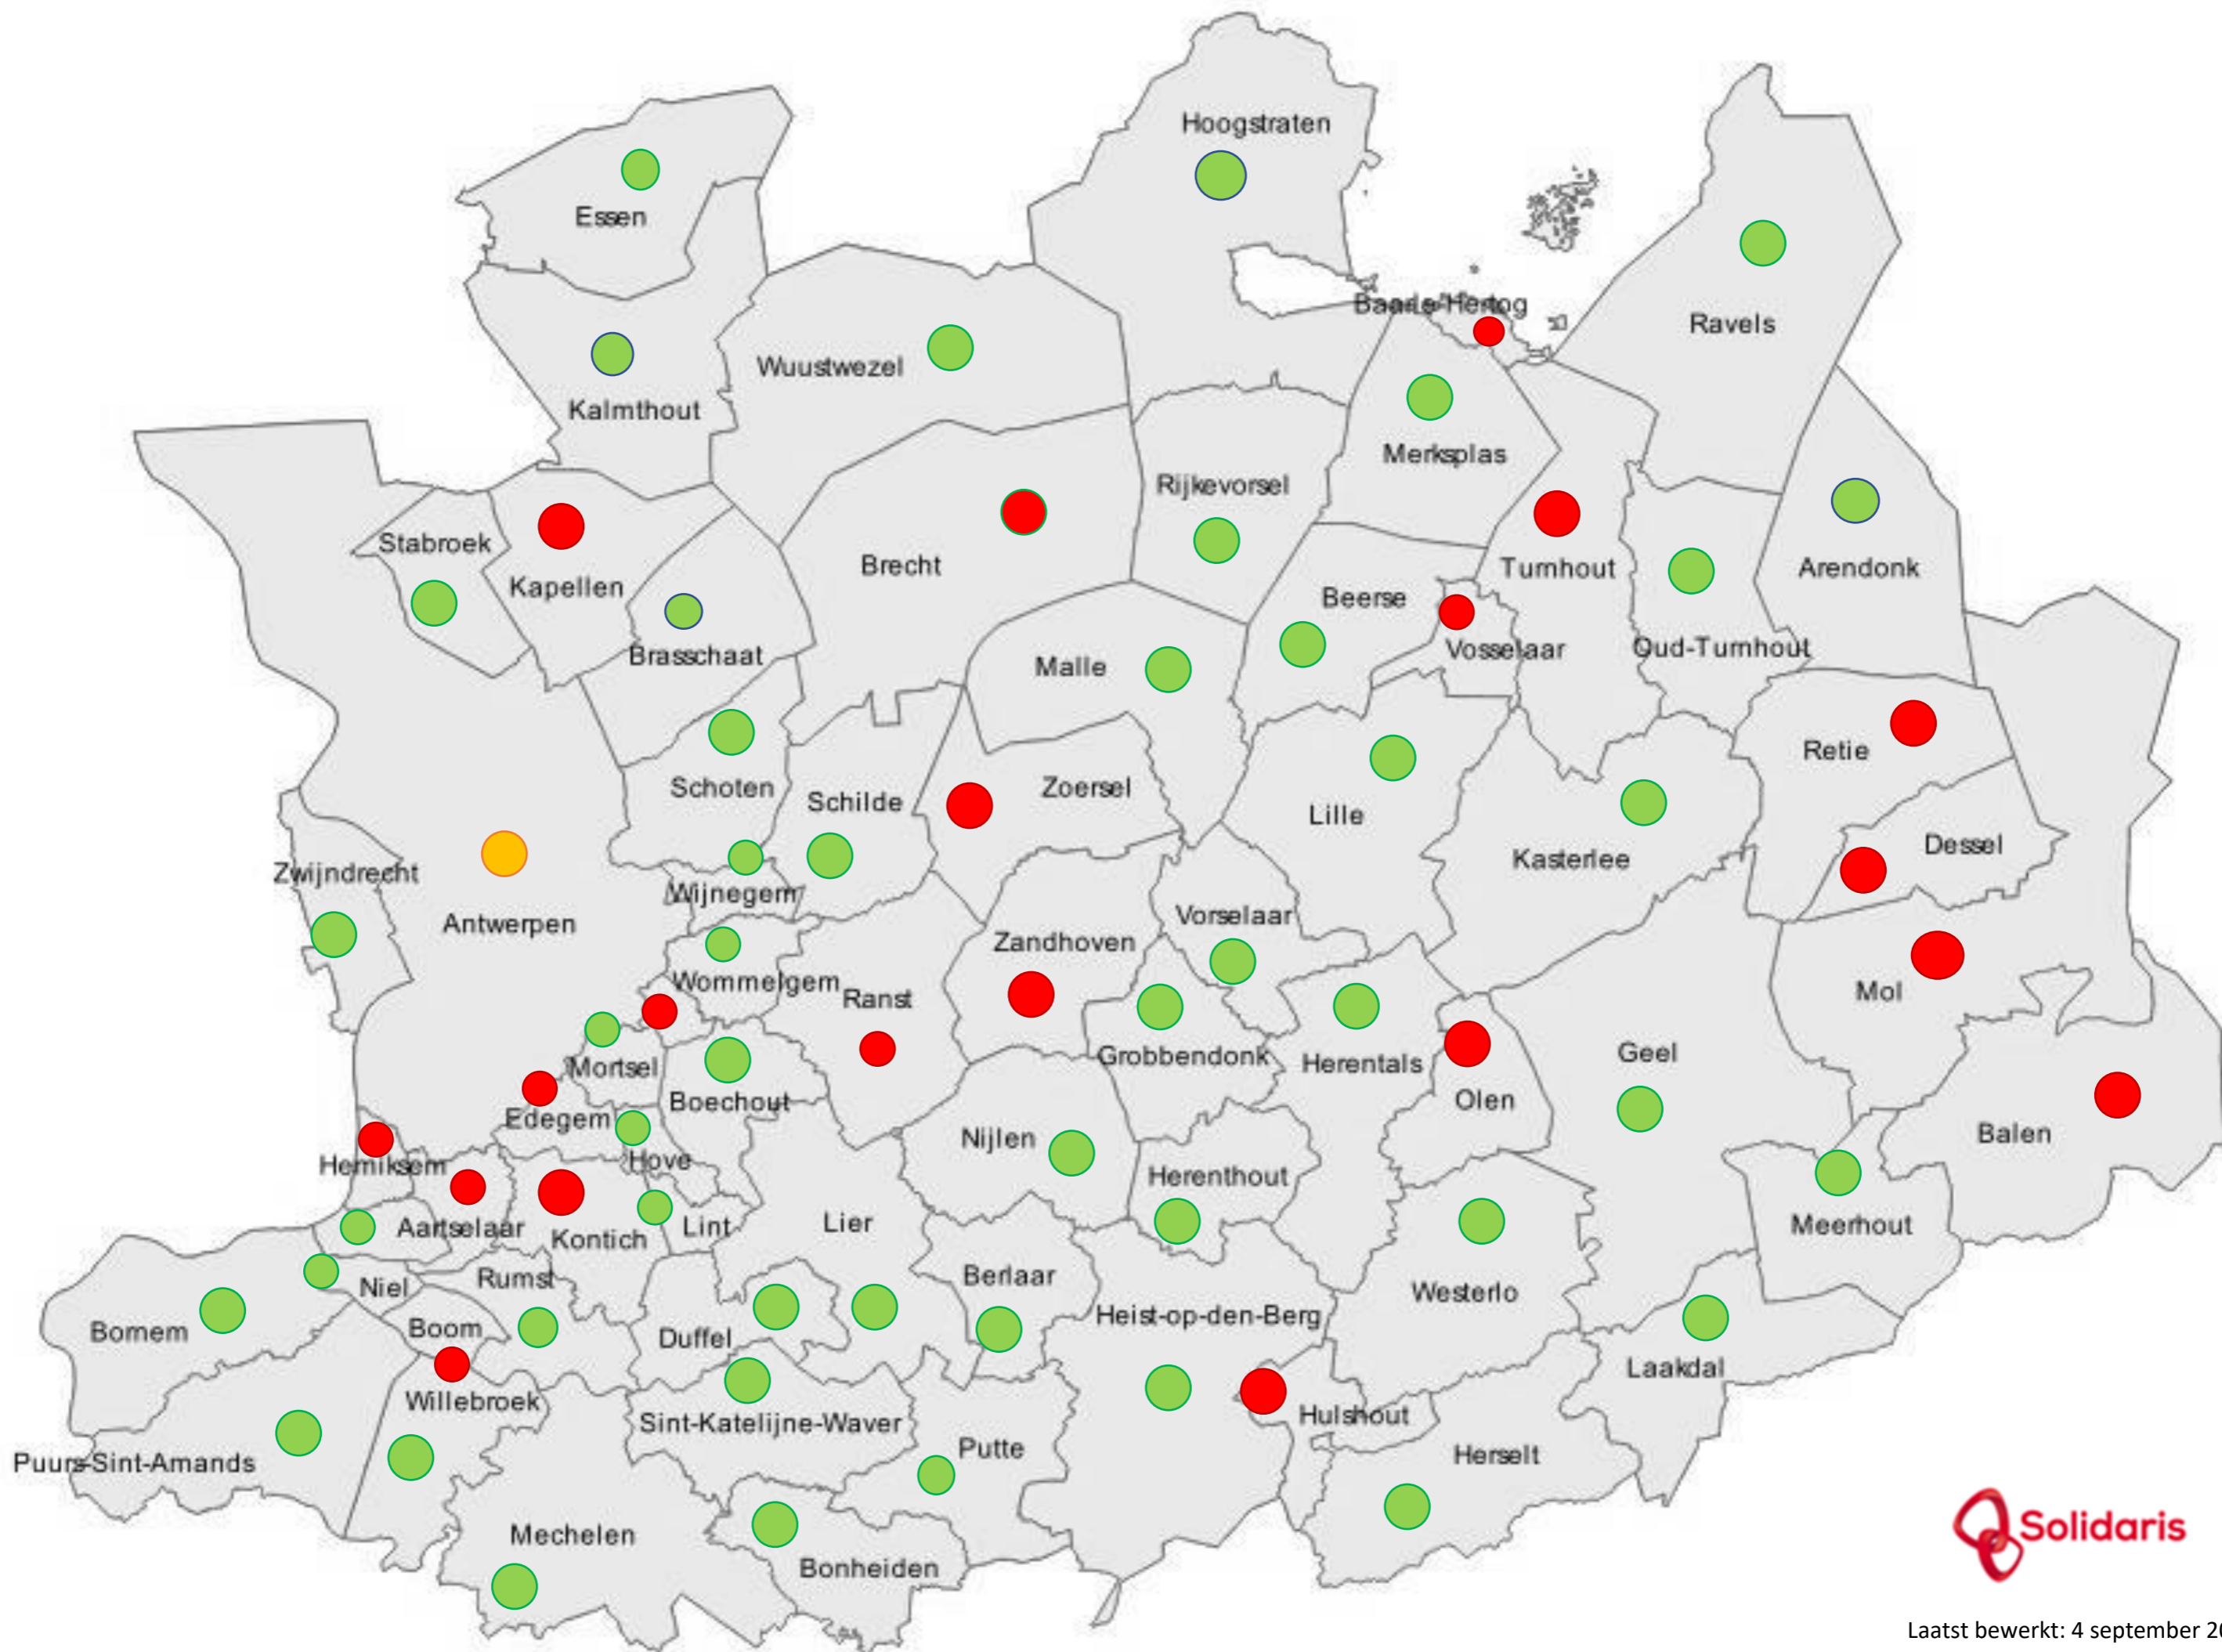 Hoogstraten
Essen
Baarle-Hertog
Ravels
Wuustwezel
Kalmthout
Merksplas
Rijkevorsel
Stabroek
Brecht
Turnhout
Arendonk
Kapellen
Beerse
Brasschaat
Malle
Vosselaar
Oud-Turnhout
Retie
Schoten
Schilde
Zoersel
Lille
Dessel
Kasterlee
Zwijndrecht
Wijnegem
Antwerpen
Vorselaar
Zandhoven
Wommelgem
Ranst
Mol
Mortsel
Grobbendonk
Herentals
Geel
Boechout
Olen
Edegem
Nijlen
Balen
Hemiksem
Hove
Herenthout
Aartselaar
Kontich
Lint
Lier
Meerhout
Niel
Rumst
Berlaar
Westerlo
Bornem
Boom
Duffel
Heist-op-den-Berg
Laakdal
Willebroek
Sint-Katelijne-Waver
Hulshout
Puurs-Sint-Amands
Putte
Herselt
Mechelen
Bonheiden
Solidaris
Laatst bewerkt: 4 september